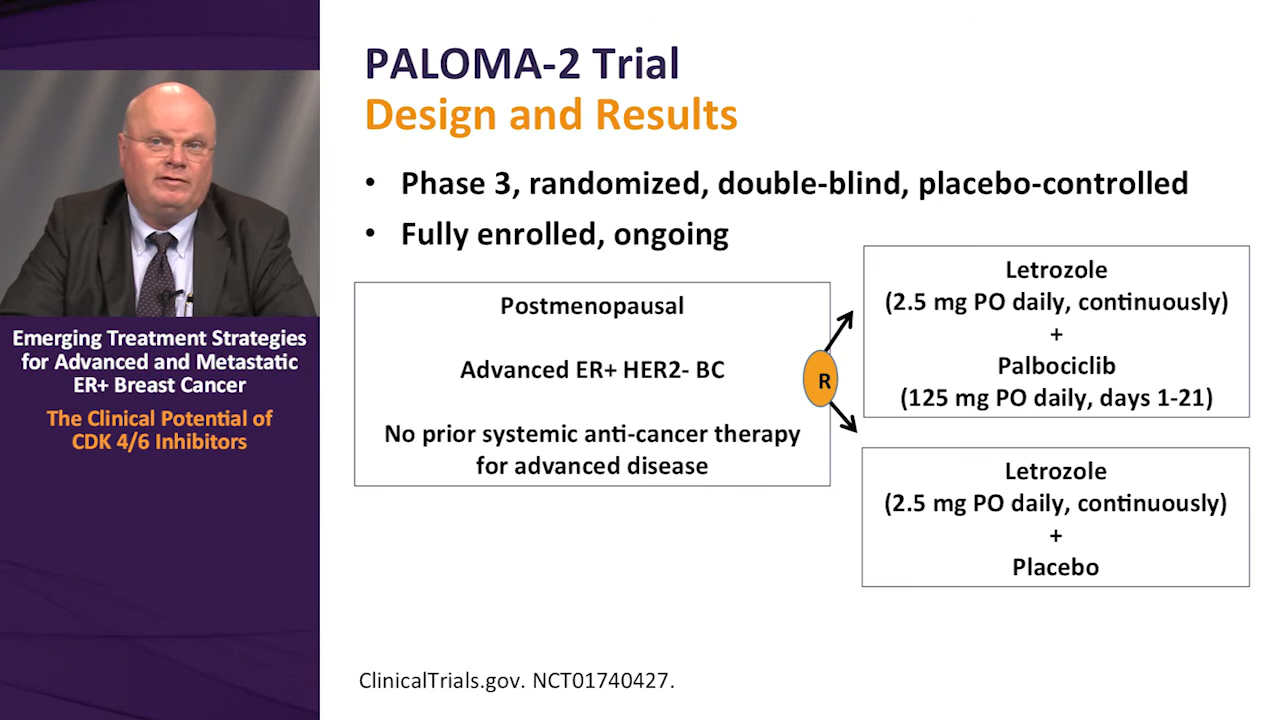 PALOMA-2 Trial
Design and Results
• Phase 3, randomized, double-blind, placebo-controlled
• Fully enrolled, ongoing
Postmenopausal
Advanced ER+ HER2- BC
No prior systemic anti-cancer therapy
for advanced disease
R
Letrozole
(2.5 mg PO daily, continuously)
+
Palbociclib
(125 mg PO daily, days 1-21)
Letrozole
(2.5 mg PO daily, continuously)
+
Placebo
ClinicalTrials.gov. NCT01740427.
Emerging Treatment Strategies
for Advanced and Metastatic
ER+ Breast Cancer
The Clinical Potential of
CDK 4/6 Inhibitors